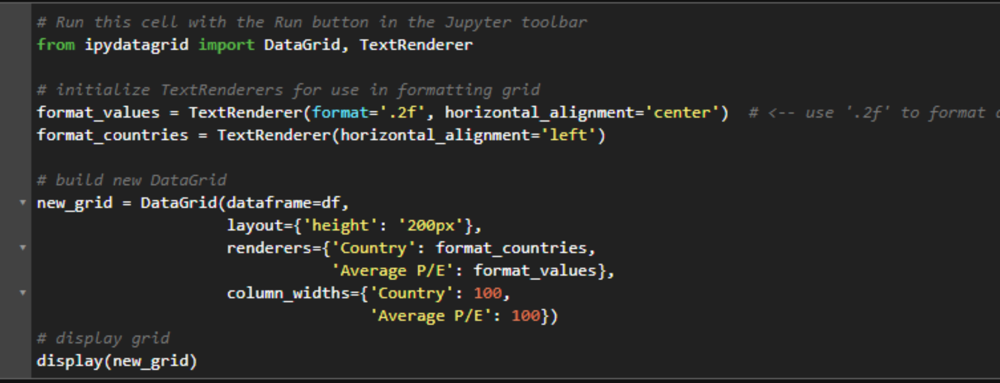 # Run this cell with the Run button in the Jupyter toolbar
from ipydatagrid import DataGrid, TextRenderer
# initialize TextRenderers for use in formatting grid
format_values = TextRenderer(format='.2f', horizontal_alignment='center')  # <-- use '.2f' to format
format_countries = TextRenderer(horizontal_alignment='left')
# build new DataGrid
new_grid = DataGrid(dataframe=df,
layout={'height': '200px'},
renderers={'Country': format_countries,
'Average P/E': format_values},
column_widths={'Country': 100,
'Average P/E': 100})
# display grid
display(new_grid)